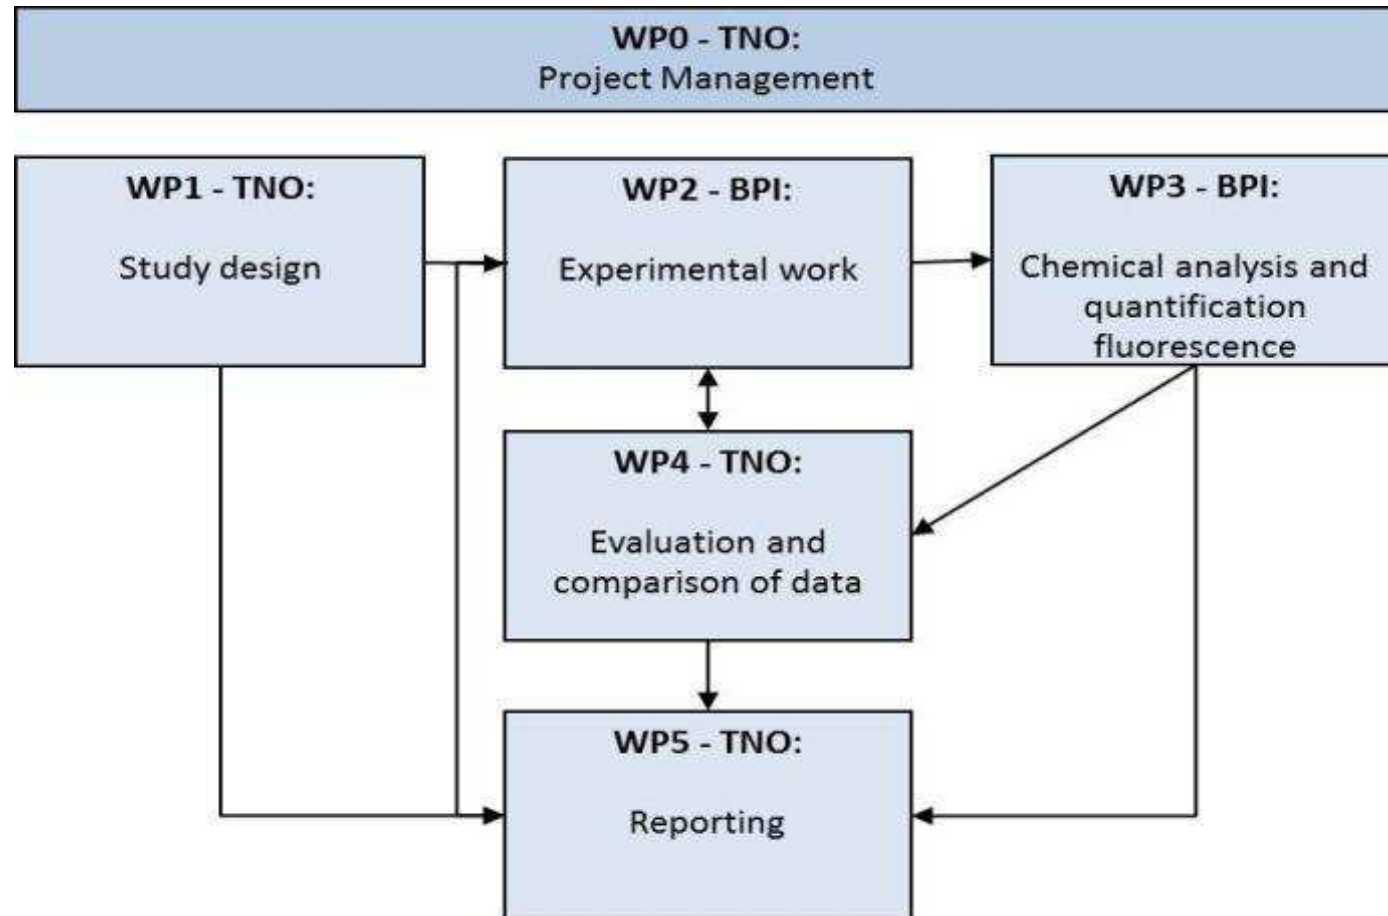 WP0 - TNO:
Project Management
WP1 - TNO:
Study design
WP2 - BPI:
Experimental work
WP3 - BPI:
Chemical analysis and
quantification
fluorescence
WP4 - TNO:
Evaluation and
comparison of data
WP5 - TNO:
Reporting